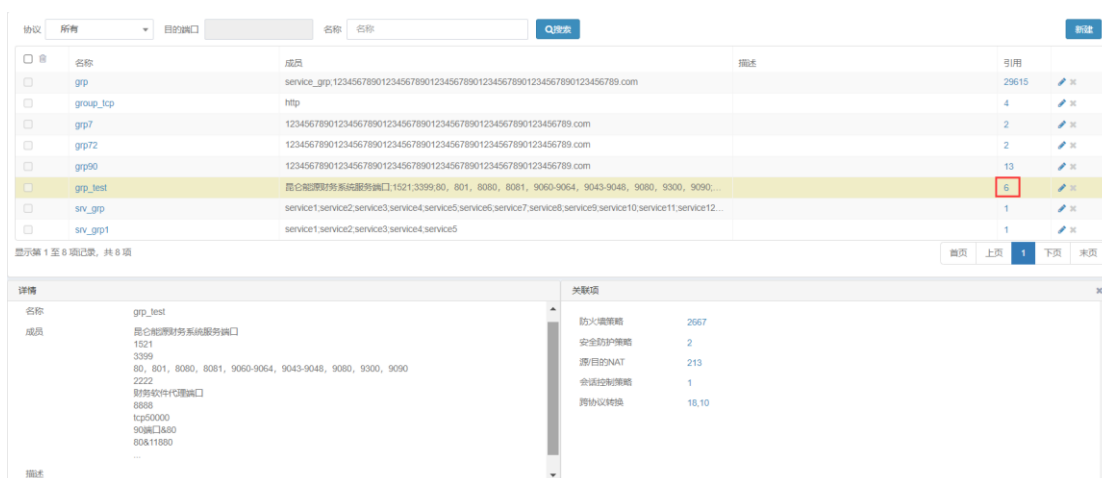 协议 所有 目的端口 名称 名称 搜索 新建
名称 成员 描述 引用
grp service_grp;12345678901234567890123456789012345678901234567890123456789.com 29615
group_tcp http 4
grp7 12345678901234567890123456789012345678901234567890123456789.com 2
grp72 12345678901234567890123456789012345678901234567890123456789.com 2
grp90 12345678901234567890123456789012345678901234567890123456789.com 13
grp_test 昆仑能源财务系统服务端口;1521;3399;80，801，8080，8081，9060-9064，9043-9048，9080，9300，9090;... 6
srv_grp service1;service2;service3;service4;service5;service6;service7;service8;service9;service10;service11;service12... 1
srv_grp1 service1;service2;service3;service4;service5 1
显示第 1 至 8 项记录，共 8 项 首页 上页 1 下页 末页
详情 关联项
名称 grp_test
成员 昆仑能源财务系统服务端口
1521
3399
80，801，8080，8081，9060-9064，9043-9048，9080，9300，9090
2222
财务软件代理端口
8888
tcp50000
90端口&80
80&11880
...
描述
防火墙策略 2667
安全防护策略 2
源/目的NAT 213
会话控制策略 1
跨协议转换 18,10